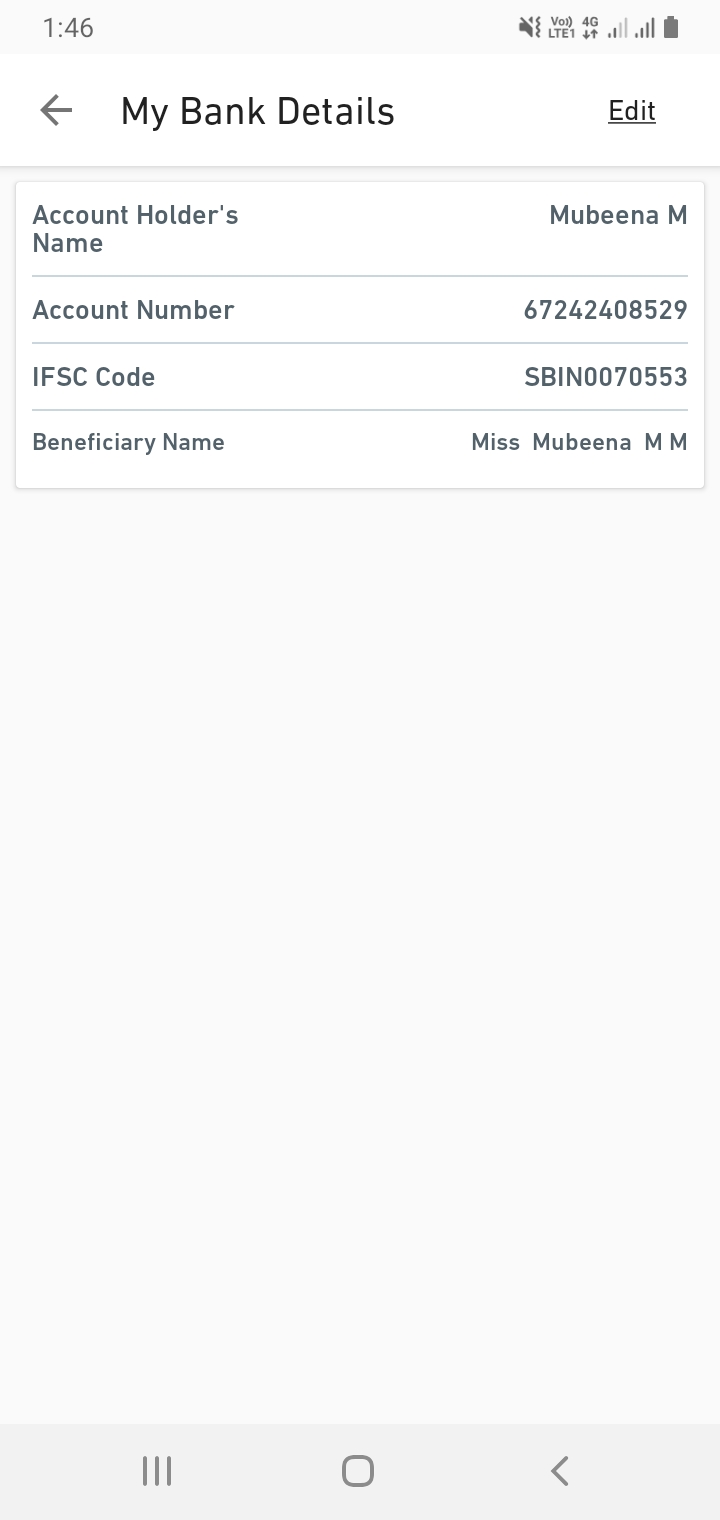 1:46 Vo)) LTE1 4G
My Bank Details Edit
Account Holder's Mubeena M
Name
Account Number 67242408529
IFSC Code SBIN0070553
Beneficiary Name Miss Mubeena M M